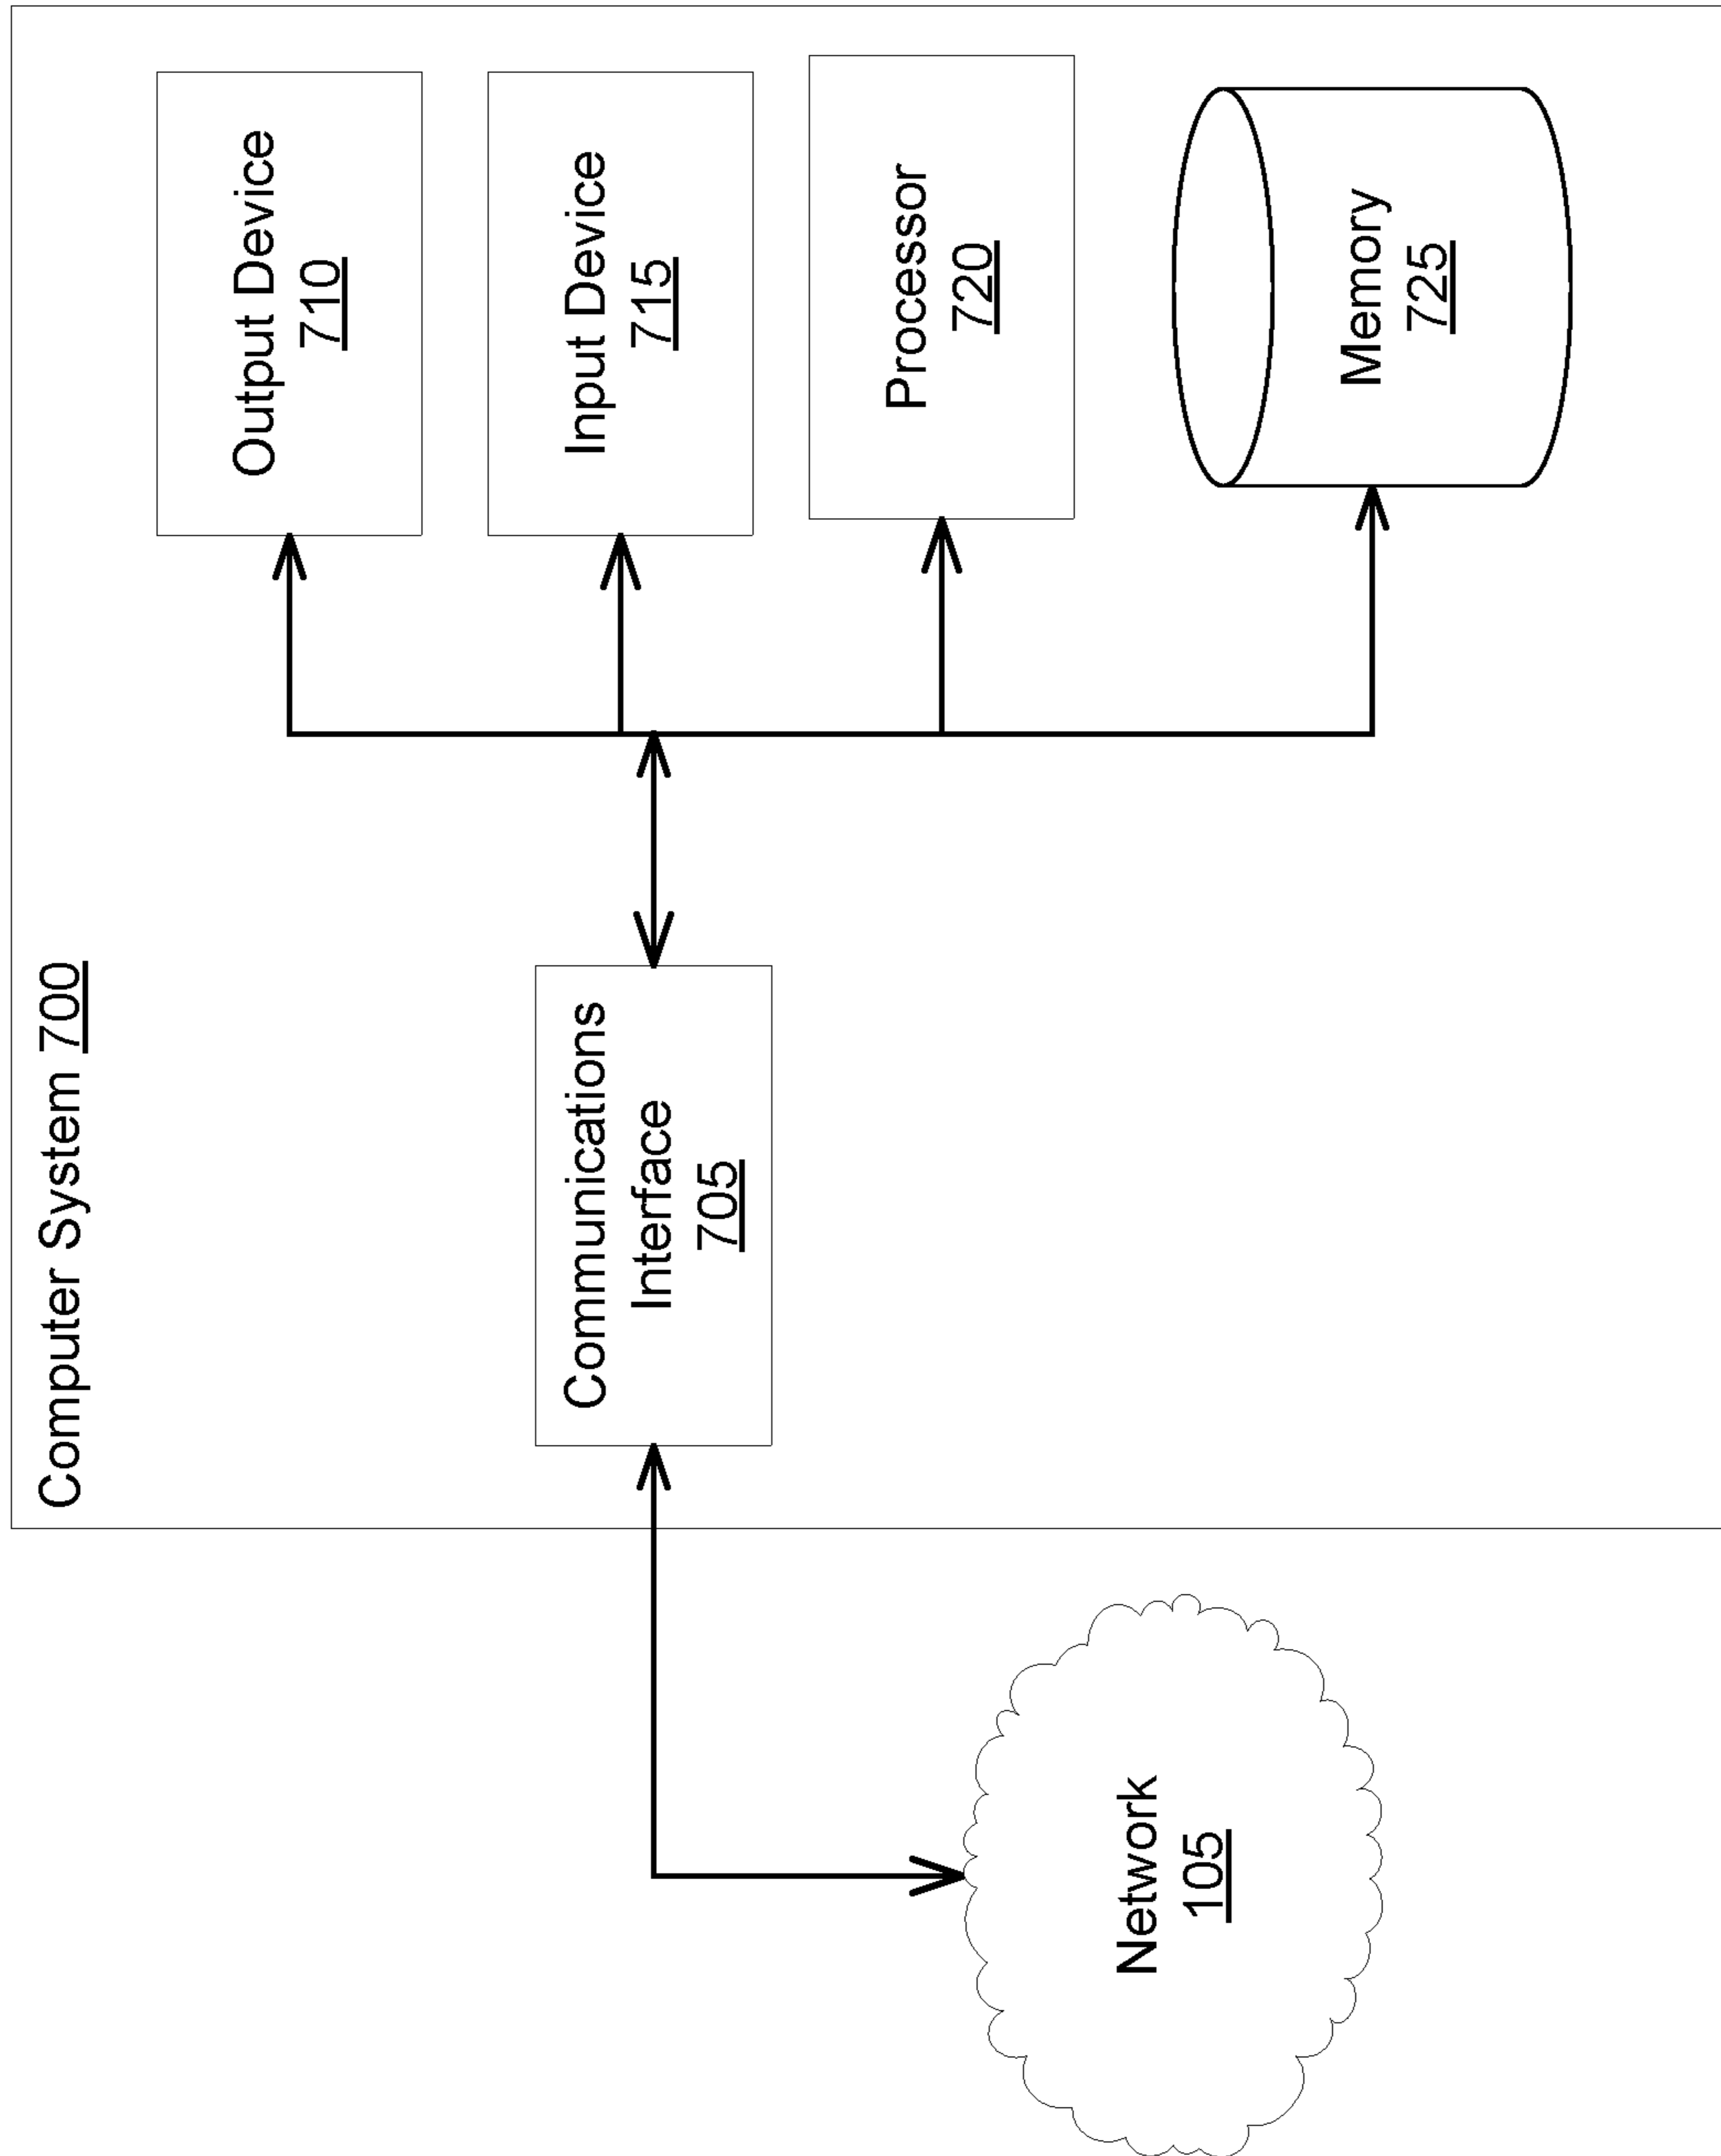 Computer System 700
Output Device
710
Input Device
715
Communications
Interface
705
Processor
720
Memory
725
Network
105